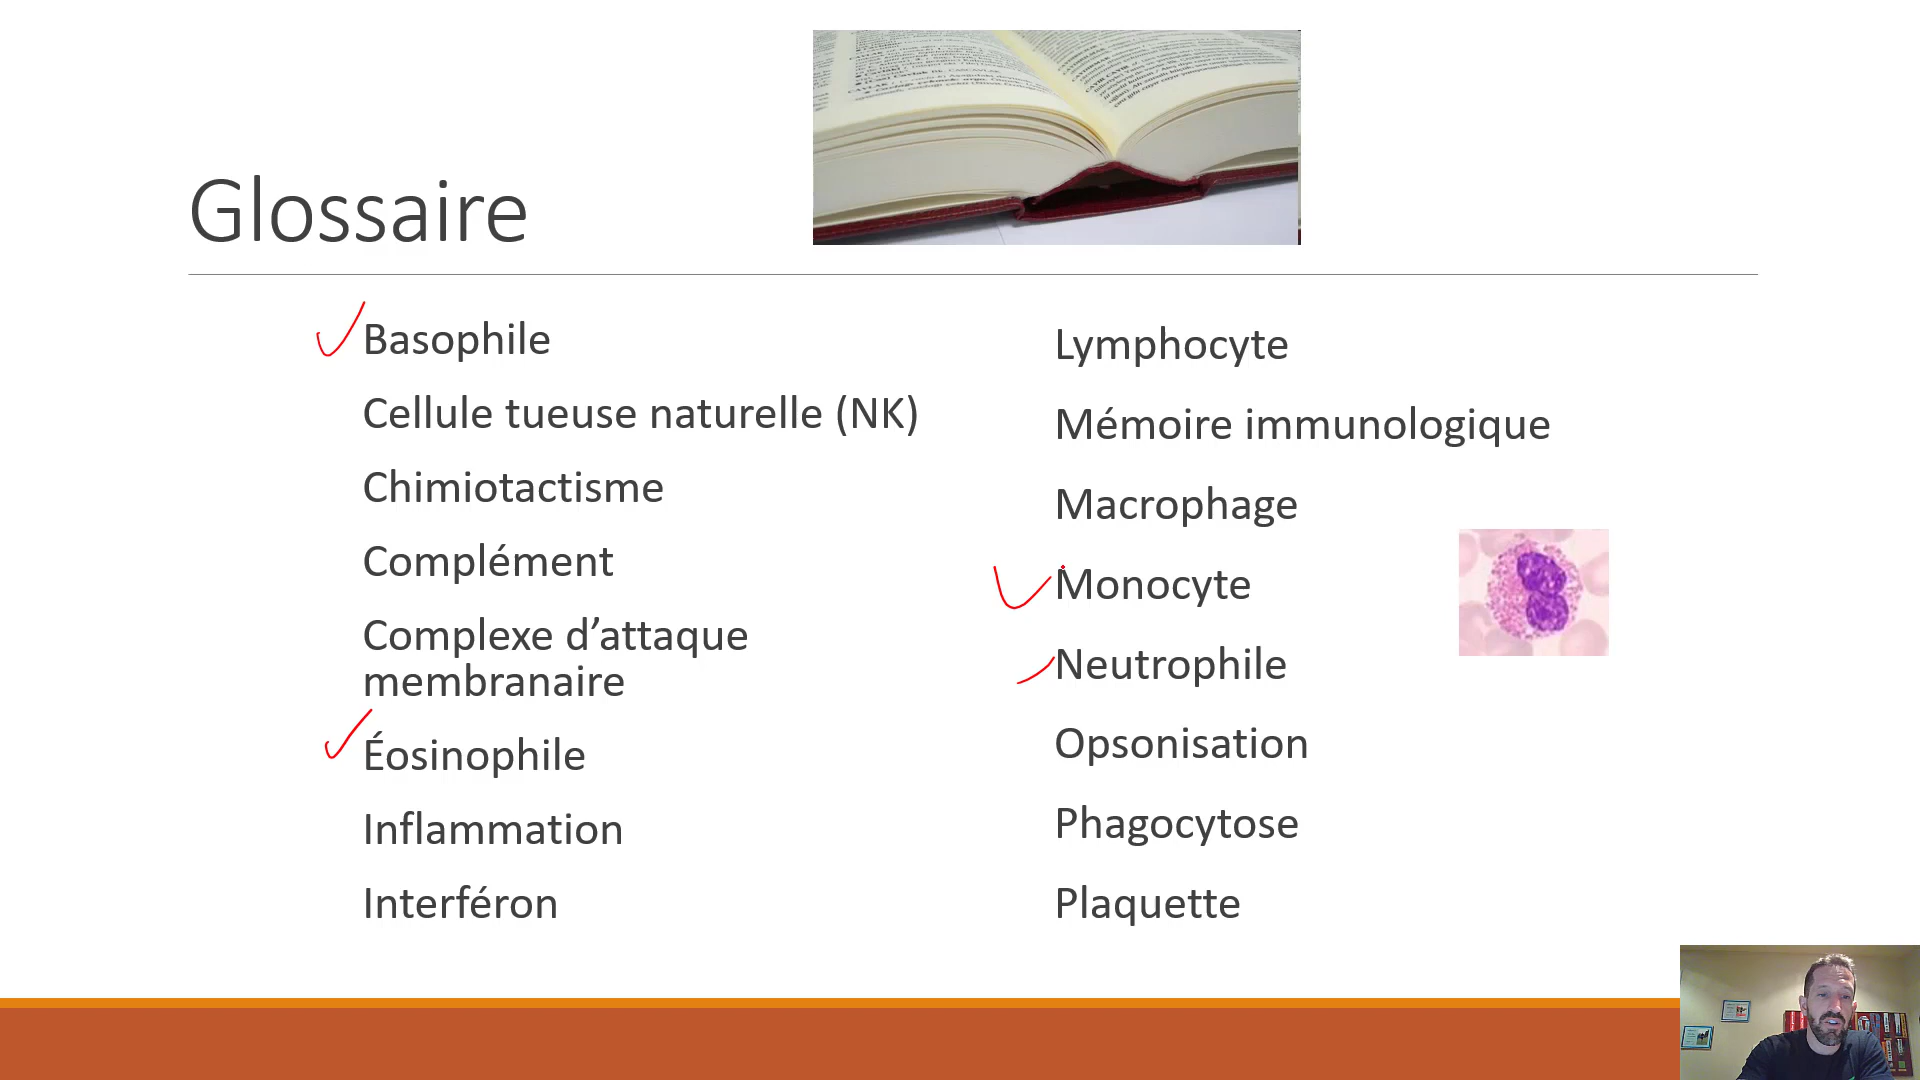 Glossaire
Basophile
Cellule tueuse naturelle (NK)
Chimiotactisme
Complément
Complexe d’attaque
membranaire
Éosinophile
Inflammation
Interféron
Lymphocyte
Mémoire immunologique
Macrophage
Monocyte
Neutrophile
Opsonisation
Phagocytose
Plaquette